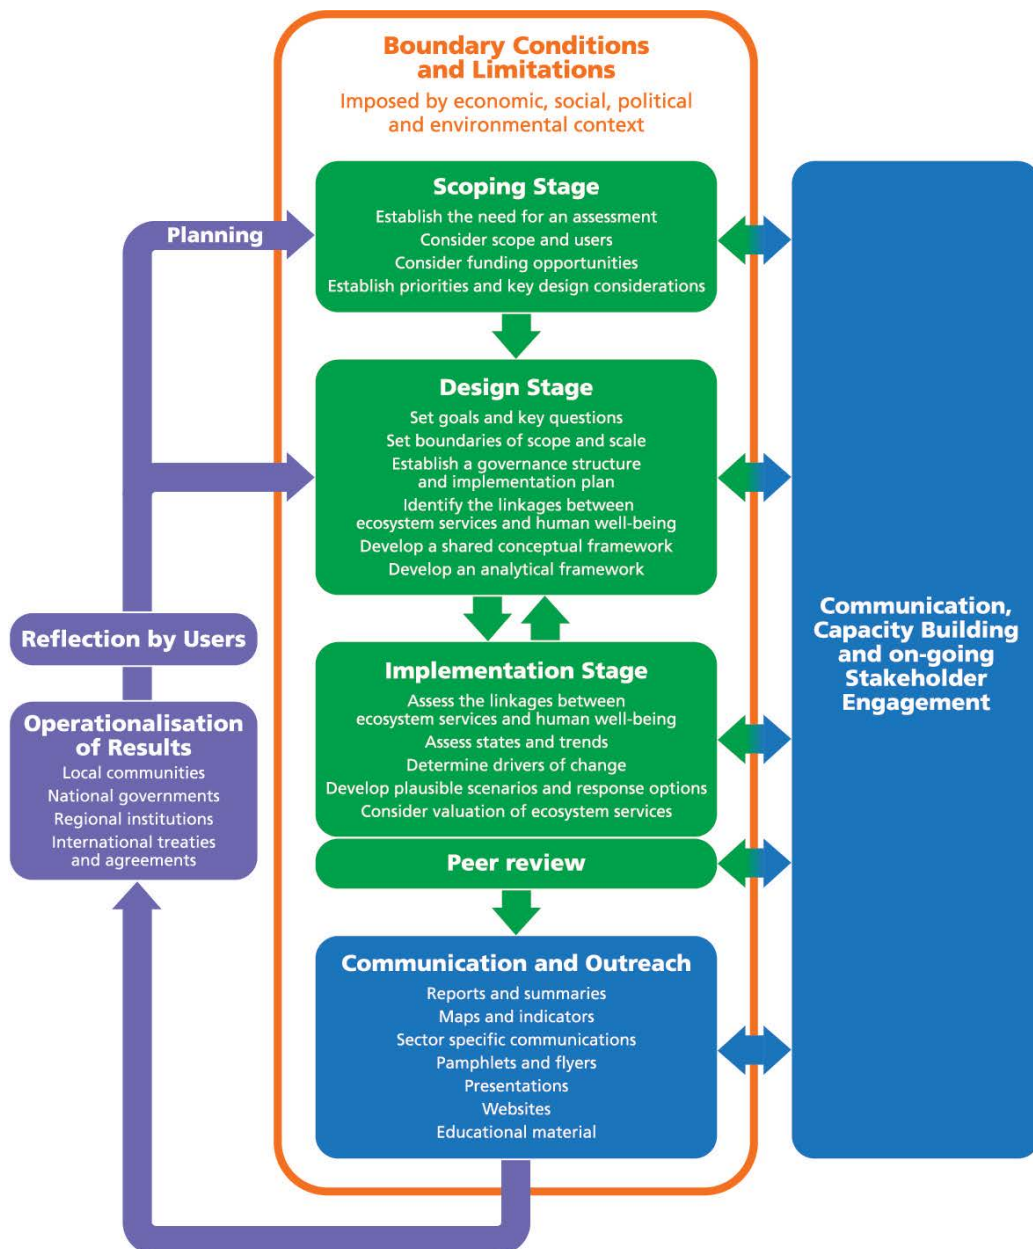 Boundary Conditions
and Limitations
Imposed by economic, social, political
and environmental context
Scoping Stage
Establish the need for an assessment
Consider scope and users
Consider funding opportunities
Establish priorities and key design considerations
Planning
Design Stage
Set goals and key questions
Set boundaries of scope and scale
Establish a governance structure
and implementation plan
Identify the linkages between
ecosystem services and human well-being
Develop a shared conceptual framework
Develop an analytical framework
Reflection by Users
Operationalisation
of Results
Local communities
National governments
Regional institutions
International treaties
and agreements
Implementation Stage
Assess the linkages between
ecosystem services and human well-being
Assess states and trends
Determine drivers of change
Develop plausible scenarios and response options
Consider valuation of ecosystem services
Peer review
Communication and Outreach
Reports and summaries
Maps and indicators
Sector specific communications
Pamphlets and flyers
Presentations
Websites
Educational material
Communication,
Capacity Building
and on-going
Stakeholder
Engagement